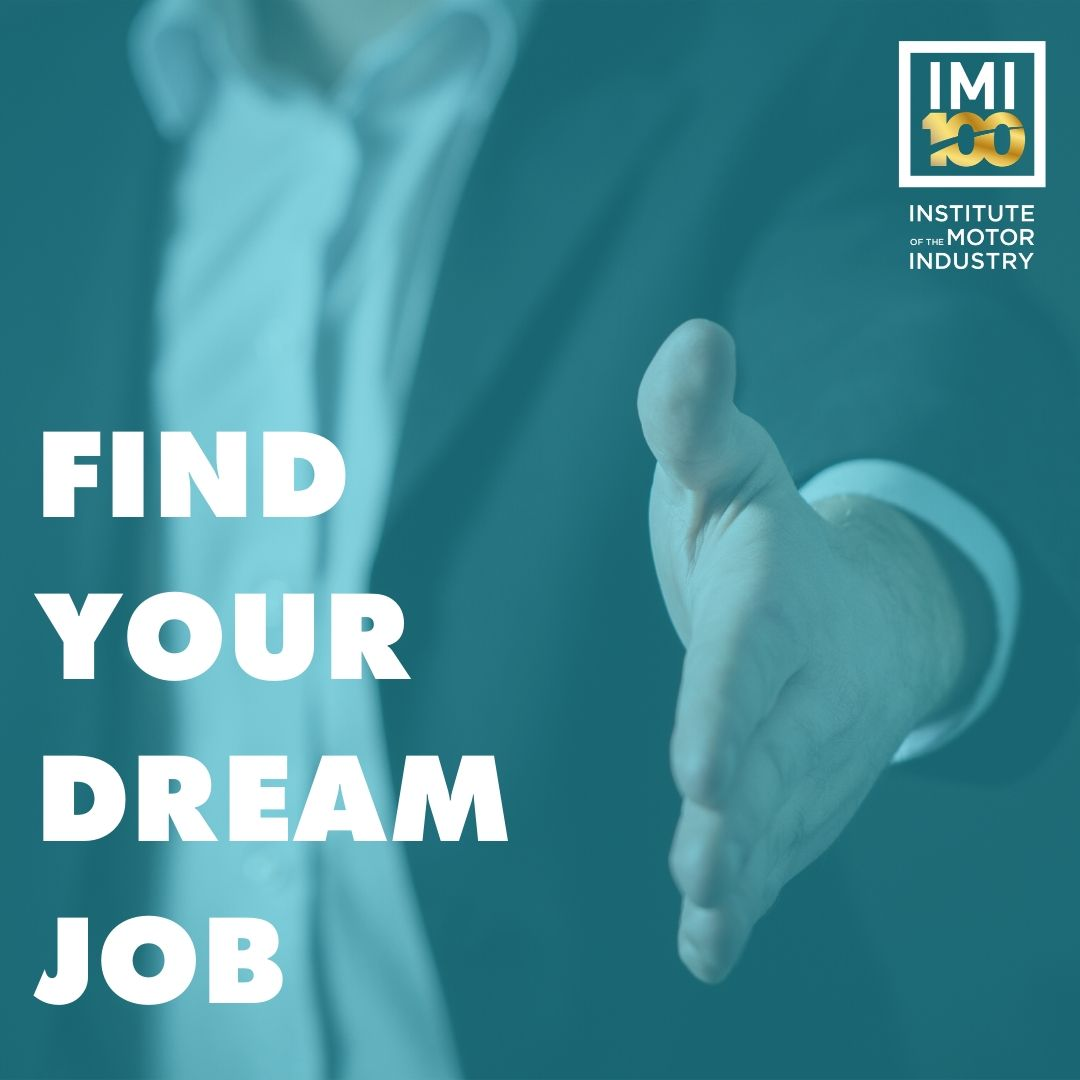 IMI
100
INSTITUTE
OF THE MOTOR
INDUSTRY
FIND
YOUR
DREAM
JOB